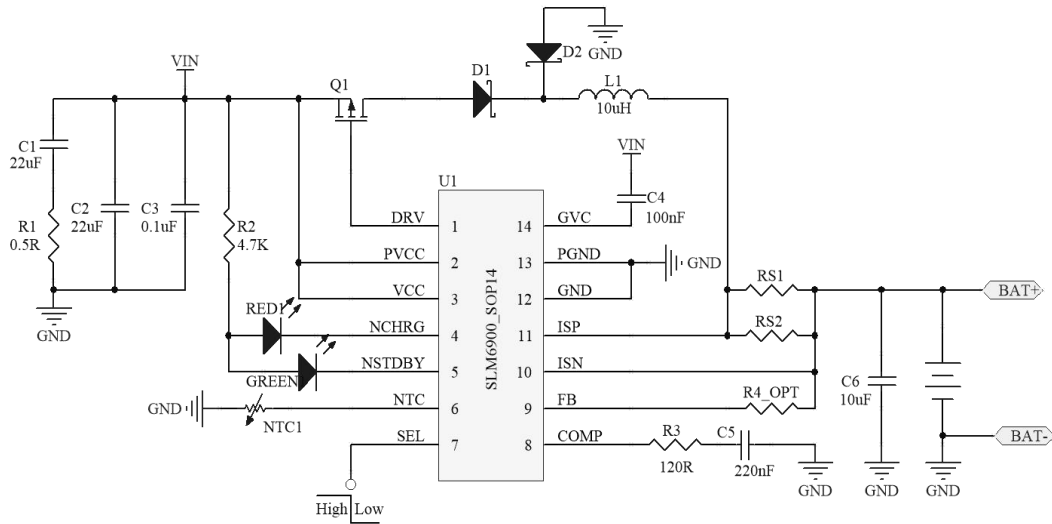 GND
D2
VIN
Q1
D1
L1
10uH
C1
22uF
VIN
U1
C4
100nF
R1
0.5R
C2
22uF
C3
0.1uF
R2
4.7K
DRV
1
14
GVC
PVCC
2
13
PGND
GND
VCC
3
12
GND
RS1
BAT+
GND
RED1
NCHRG
4
11
ISP
RS2
SLM6900_SOP14
GREEN
NSTDBY
5
10
ISN
C6
10uF
GND
NTC1
NTC
6
9
FB
R4_OPT
SEL
7
8
COMP
R3
120R
C5
220nF
BAT-
GND
GND
GND
High
Low